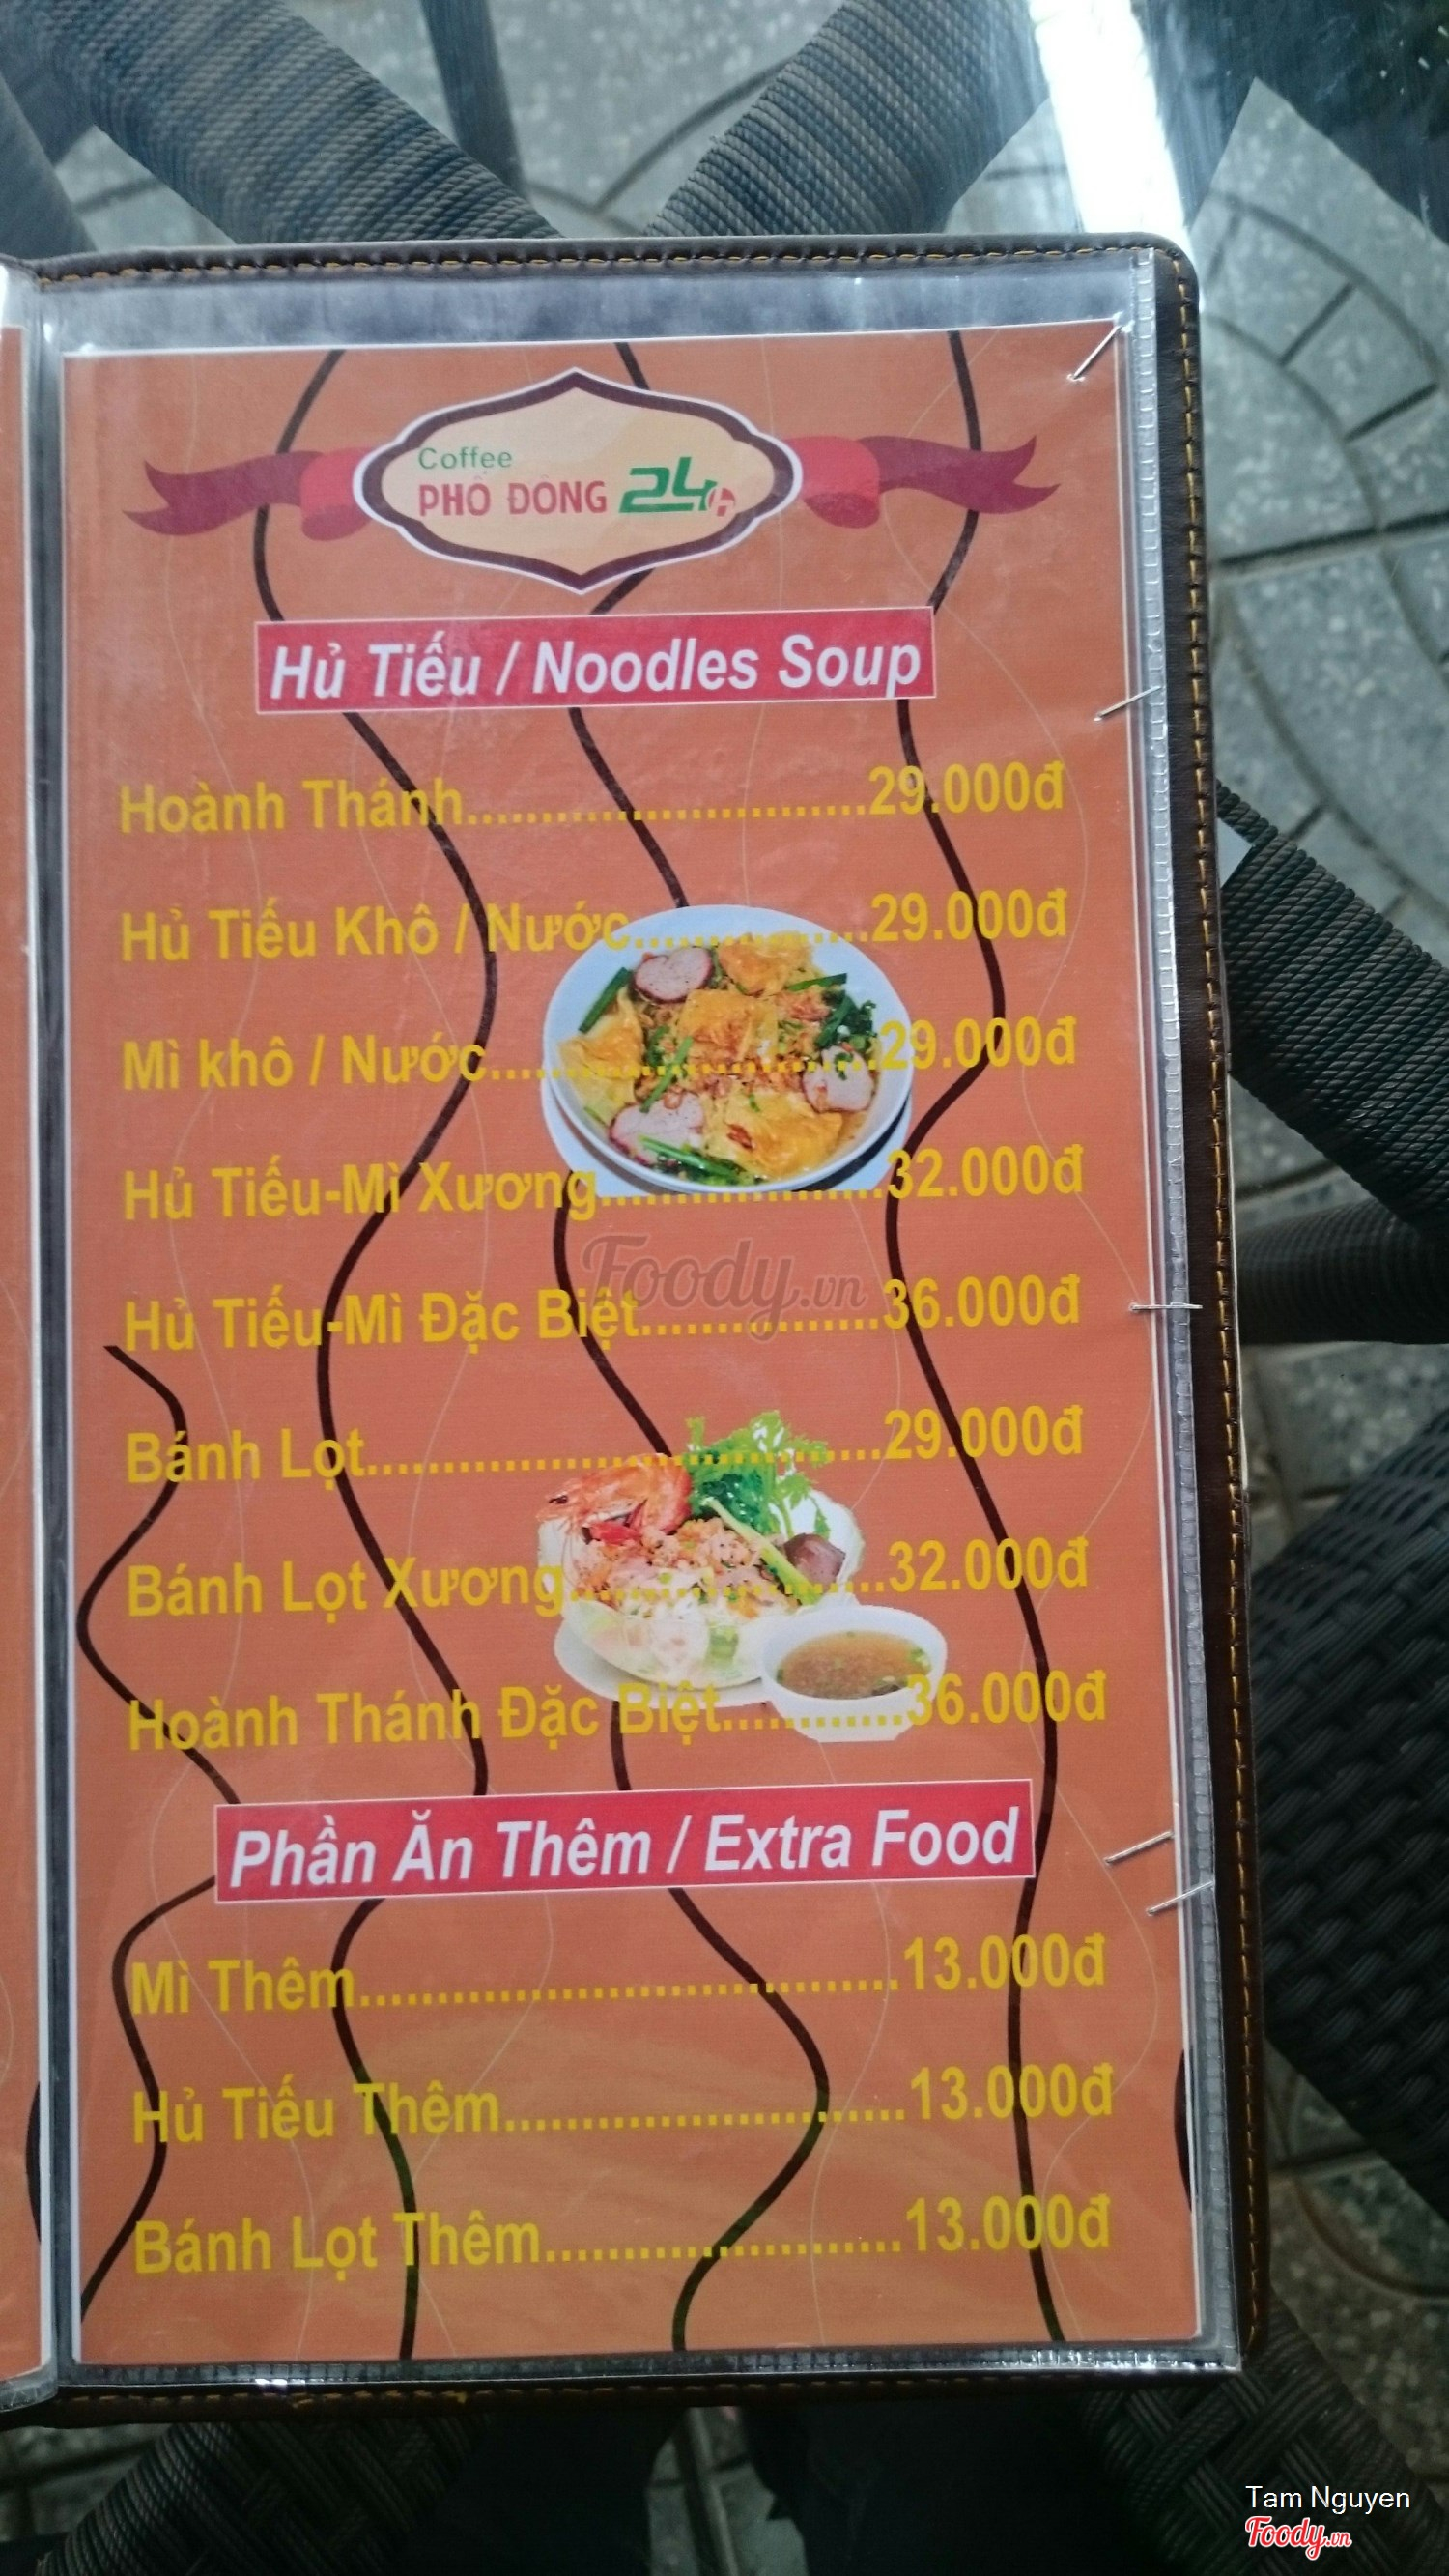 Coffee
PHỐ ĐÔNG 24H
Hủ Tiếu / Noodles Soup
Hoành Thánh..........................29.000đ
Hủ Tiếu Khô / Nước................29.000đ
Mì khô / Nước..........................29.000đ
Hủ Tiếu-Mì Xương...................32.000đ
Hủ Tiếu-Mì Đặc Biệt................36.000đ
Bánh Lọt..................................29.000đ
Bánh Lọt Xương.....................32.000đ
Hoành Thánh Đặc Biệt............36.000đ
Phần Ăn Thêm / Extra Food
Mì Thêm...................................13.000đ
Hủ Tiếu Thêm..........................13.000đ
Bánh Lọt Thêm.......................13.000đ
Foody.vn
Tam Nguyen
Foody.vn